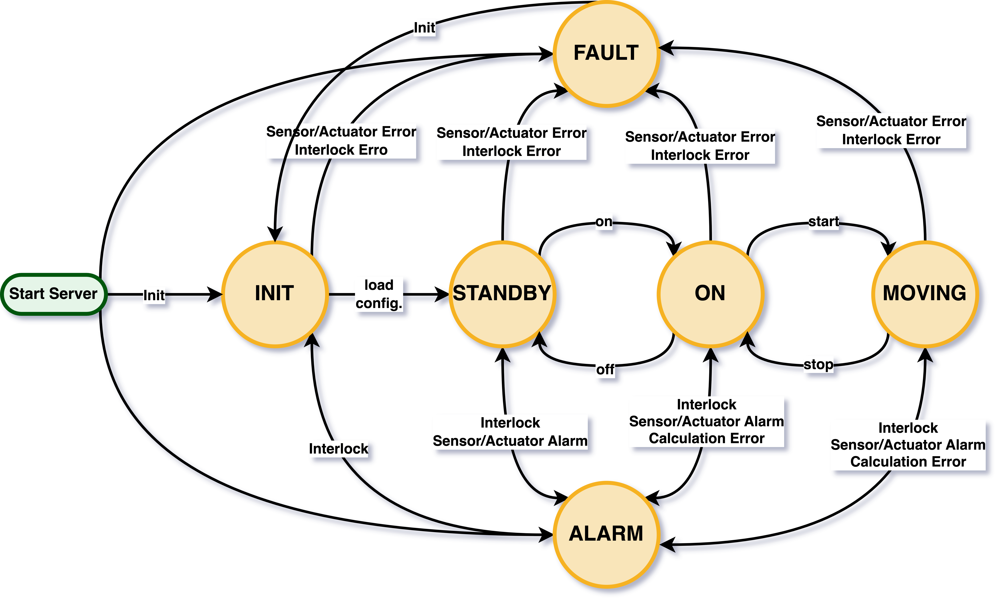 Init
FAULT
Sensor/Actuator Error
Interlock Erro
Sensor/Actuator Error
Interlock Error
Sensor/Actuator Error
Interlock Error
Sensor/Actuator Error
Interlock Error
on
start
Start Server
Init
INIT
load
config.
STANDBY
ON
MOVING
off
stop
Interlock
Interlock
Sensor/Actuator Alarm
Interlock
Sensor/Actuator Alarm
Calculation Error
Interlock
Sensor/Actuator Alarm
Calculation Error
ALARM